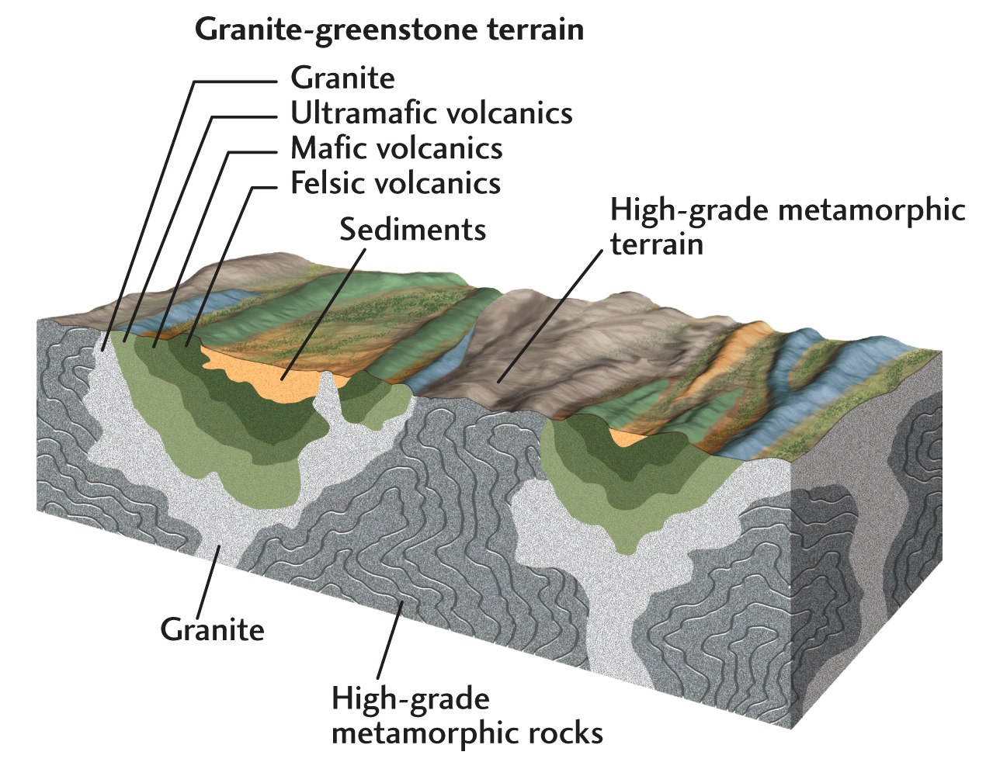 Granite-greenstone terrain
Granite
Ultramafic volcanics
Mafic volcanics
Felsic volcanics
Sediments
High-grade metamorphic
terrain
Granite
High-grade
metamorphic rocks